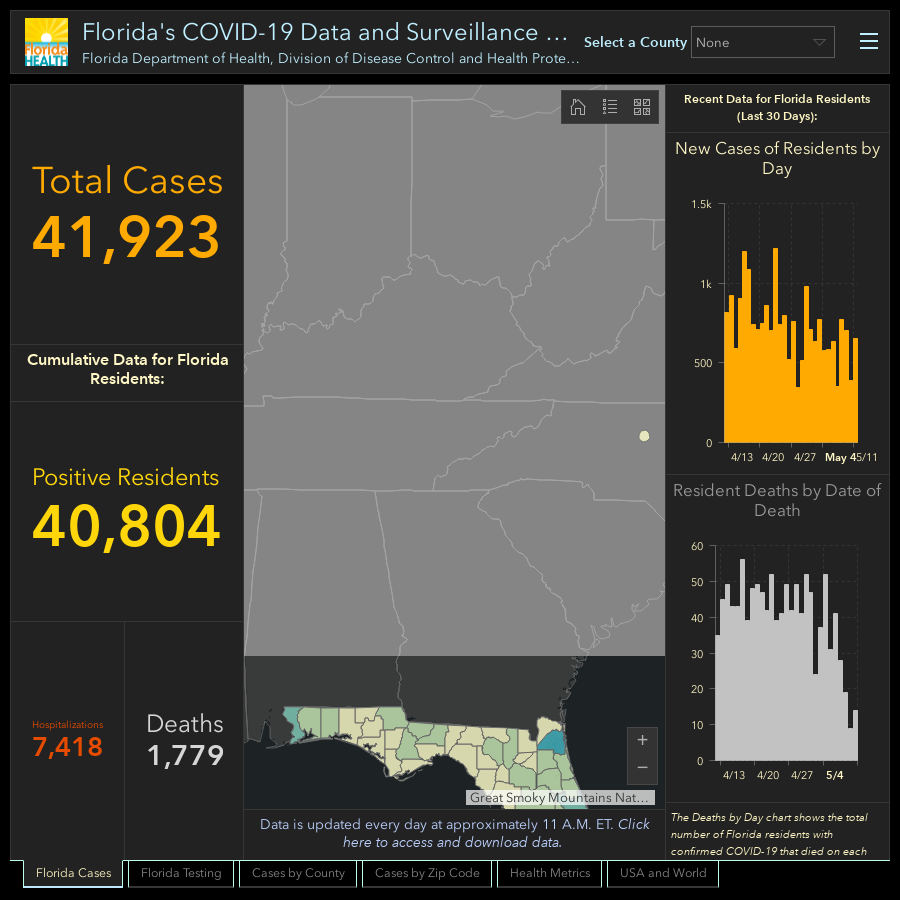 Florida
HEALTH
Florida's COVID-19 Data and Surveillance ...
Florida Department of Health, Division of Disease Control and Health Prote...
Select a County
None
Total Cases
41,923
Cumulative Data for Florida
Residents:
Positive Residents
40,804
Hospitalizations
7,418
Deaths
1,779
+
−
Great Smoky Mountains Nat...
Data is updated every day at approximately 11 A.M. ET. Click
here to access and download data.
Recent Data for Florida Residents
(Last 30 Days):
New Cases of Residents by
Day
1.5k
1k
500
0
4/13 4/20 4/27 May 4 5/11
Resident Deaths by Date of
Death
60
50
40
30
20
10
0
4/13 4/20 4/27 5/4
The Deaths by Day chart shows the total
number of Florida residents with
confirmed COVID-19 that died on each
Florida Cases
Florida Testing
Cases by County
Cases by Zip Code
Health Metrics
USA and World